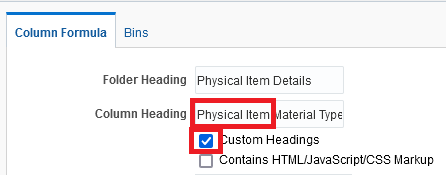 Column Formula Bins
Folder Heading Physical Item Details
Column Heading Physical Item Material Type
Custom Headings
Contains HTML/JavaScript/CSS Markup